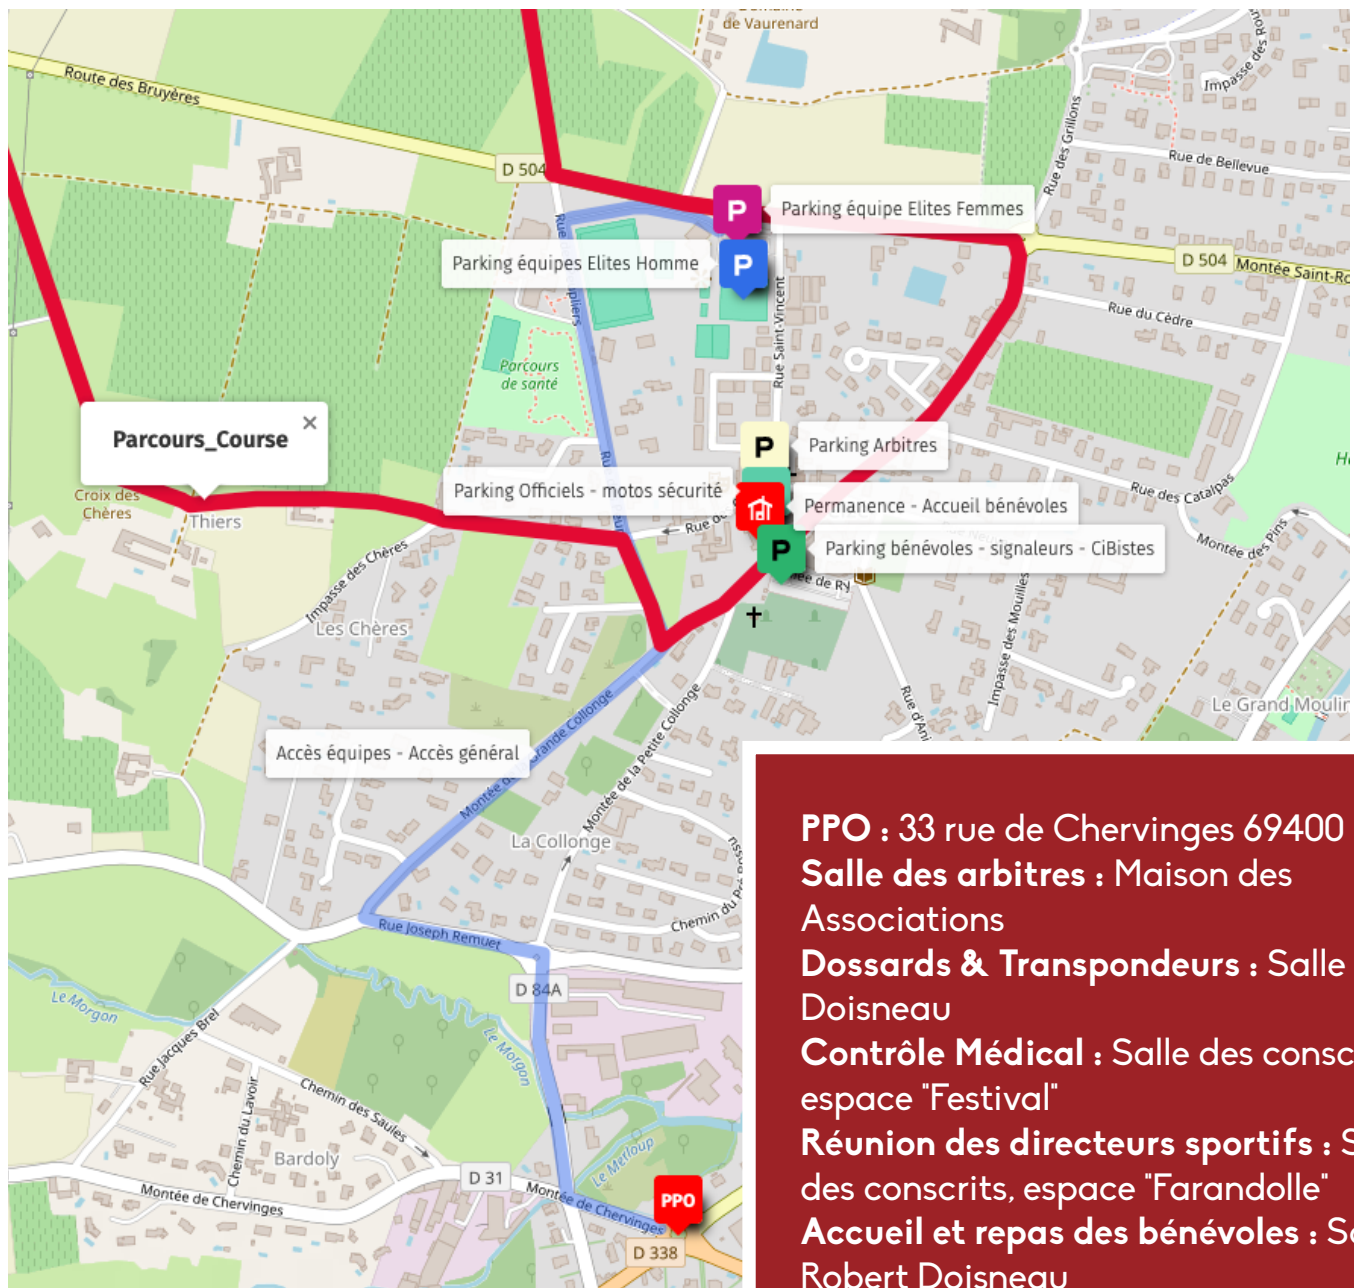 Domaine
de Vaurenard
Route des Bruyères
D 504
Impasse des
Rue des Grillons
Rue de Bellevue
Parking équipe Elites Femmes
Parking équipes Elites Homme
D 504
Montée Saint-Ro
Rue du Cèdre
Rue Saint-Vincent
Parcours
de santé
Parcours_Course
×
Parking Arbitres
Croix des
Chères
Thiers
Parking Officiels - motos sécurité
Permanence - Accueil bénévoles
Rue des Catalpas
Rue de
Parking bénévoles - signaleurs - CiBistes
Montée des Pins
Impasse des Chères
Les Chères
Impasse des Mouilles
Rue d'Ani
Le Grand Moulin
Accès équipes - Accès général
Grande Collonge
Montée de la Petite Collonge
La Collonge
Chemin du Pré
Rue Joseph Remuet
D 84A
Le Morgon
Le Morgon
Rue Jacques Brel
Chemin des Saules
Chemin du Lavoir
Bardoly
D 31
Montée de Chervinges
Montée de Chervinges
Le Merloup
PPO
D 338
P
P
P
P
PPO : 33 rue de Chervinges 69400
Salle des arbitres : Maison des
Associations
Dossards & Transpondeurs : Salle
Doisneau
Contrôle Médical : Salle des consc
espace "Festival"
Réunion des directeurs sportifs : S
des conscrits, espace "Farandolle"
Accueil et repas des bénévoles : Sa
Robert Doisneau